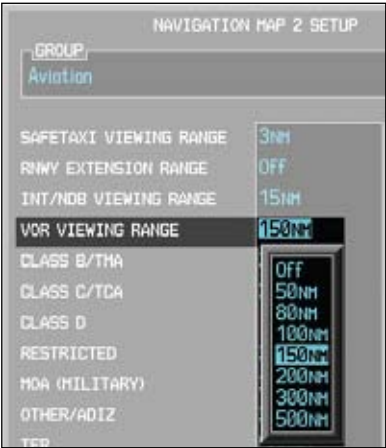 NAVIGATION MAP 2 SETUP
GROUP
Aviation
SAFETAXI VIEWING RANGE 3NM
RNWY EXTENSION RANGE Off
INT/NDB VIEWING RANGE 15NM
VOR VIEWING RANGE 150NM
CLASS B/TMA
CLASS C/TCA
CLASS D
RESTRICTED
MOA (MILITARY)
OTHER/ADIZ
TFR
Off
50NM
80NM
100NM
150NM
200NM
300NM
500NM